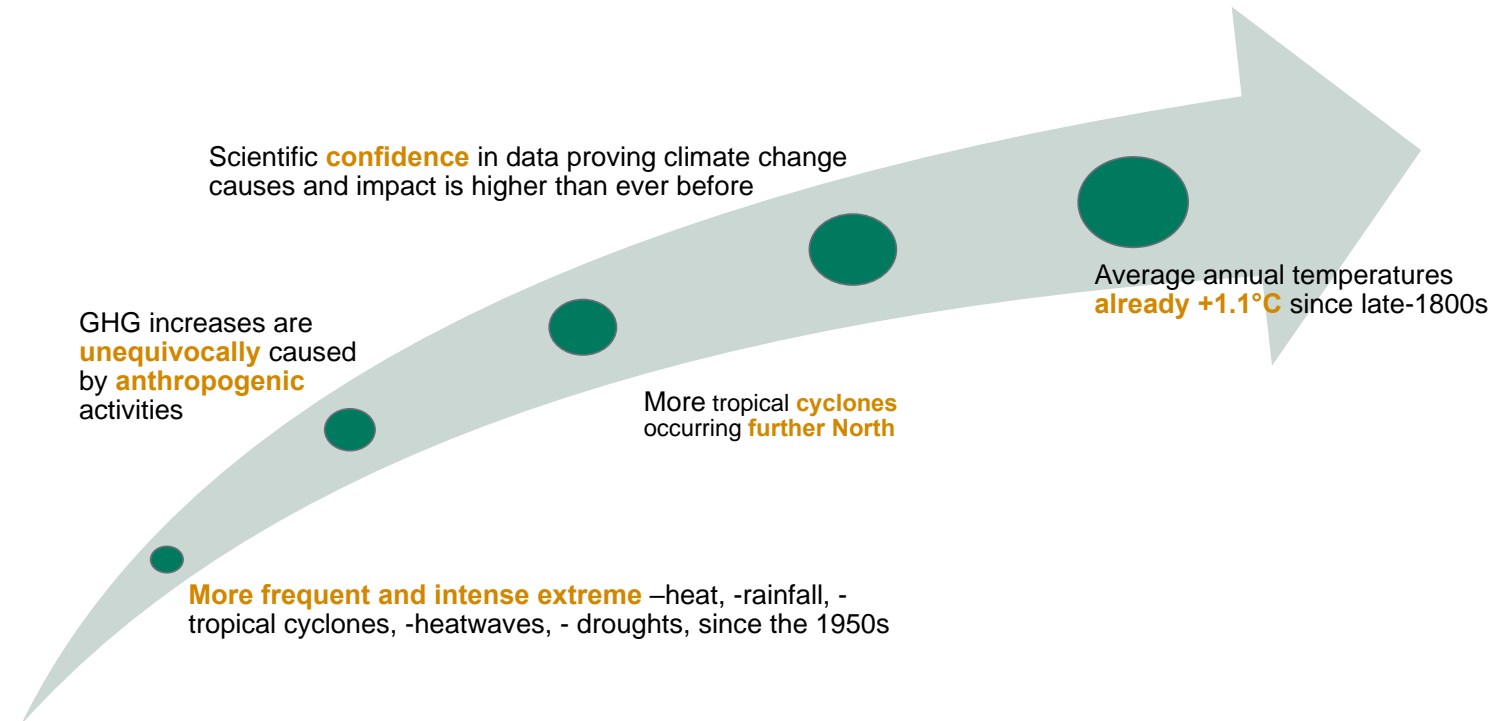 Scientific confidence in data proving climate change
causes and impact is higher than ever before
Average annual temperatures
already +1.1°C since late-1800s
GHG increases are
unequivocally caused
by anthropogenic
activities
More tropical cyclones
occurring further North
More frequent and intense extreme –heat, -rainfall, -
tropical cyclones, -heatwaves, - droughts, since the 1950s